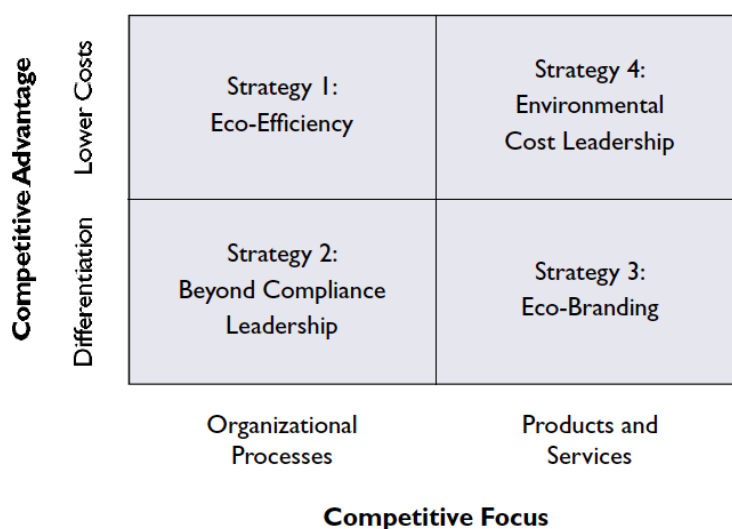 Competitive Advantage
Lower Costs
Differentiation
Strategy 1:
Eco-Efficiency
Strategy 4:
Environmental
Cost Leadership
Strategy 2:
Beyond Compliance
Leadership
Strategy 3:
Eco-Branding
Organizational
Processes
Products and
Services
Competitive Focus